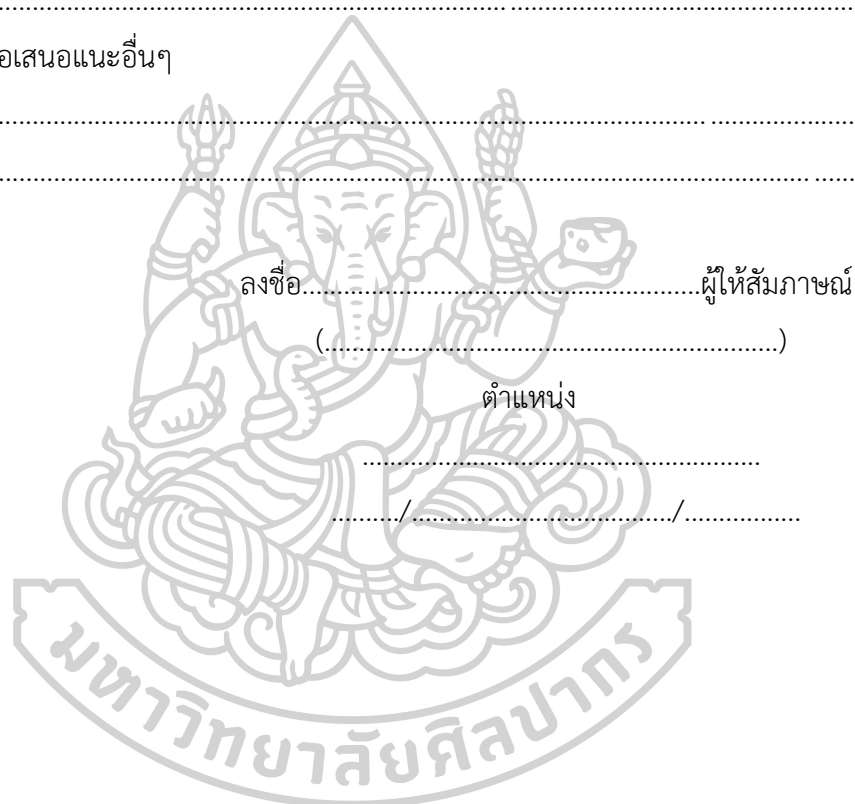 ................................................................................ ......................................................
อเสนอแนะอื่นๆ
................................................................................................................ ......................
................................................................................................................................ ......
ลงชื่อ..........................................................ผู้ให้สัมภาษณ์
(..................................................................)
ตำแหน่ง
..........................................................
........../....................................../.................
มหาวิทยาลัยศิลปากร